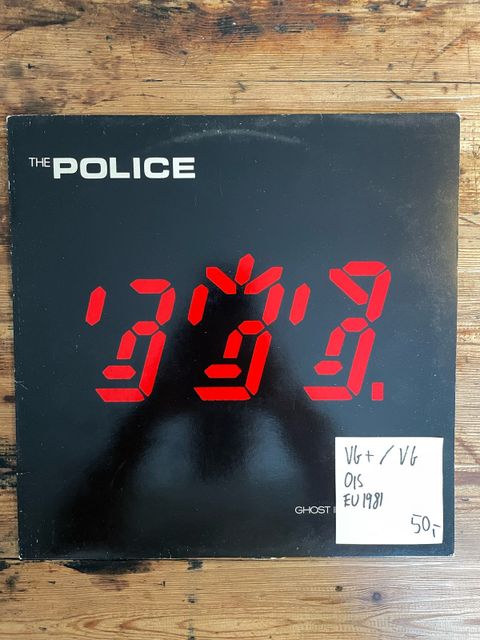 THE POLICE
GHOST I
VG+ / VG
OIS
EU 1981
50,-